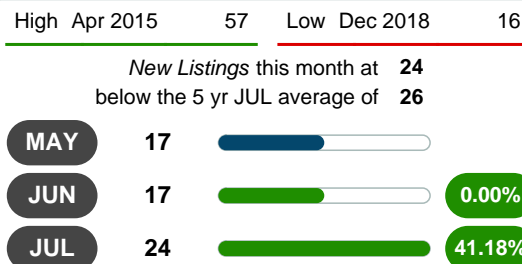 High Apr 2015 57 Low Dec 2018 16
New Listings this month at 24
below the 5 yr JUL average of 26
MAY 17
JUN 17 0.00%
JUL 24 41.18%